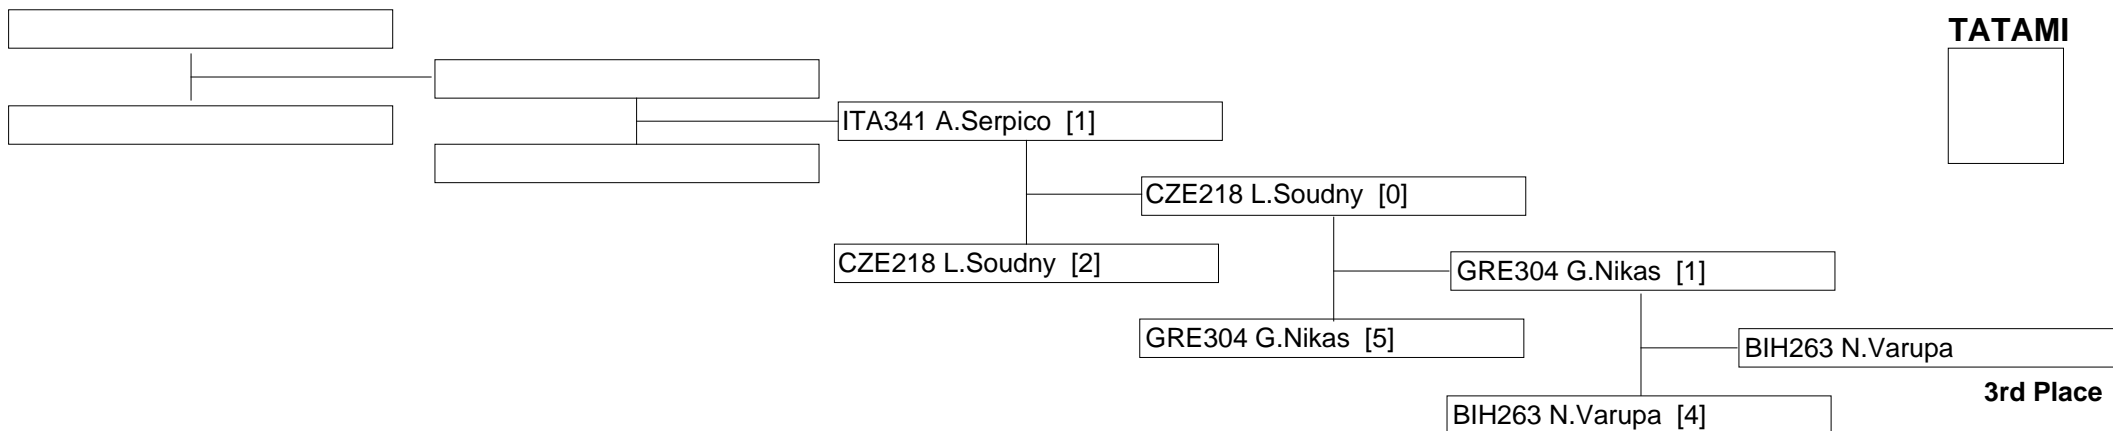 TATAMI
ITA341 A.Serpico [1]
CZE218 L.Soudny [0]
CZE218 L.Soudny [2]
GRE304 G.Nikas [1]
GRE304 G.Nikas [5]
BIH263 N.Varupa
3rd Place
BIH263 N.Varupa [4]